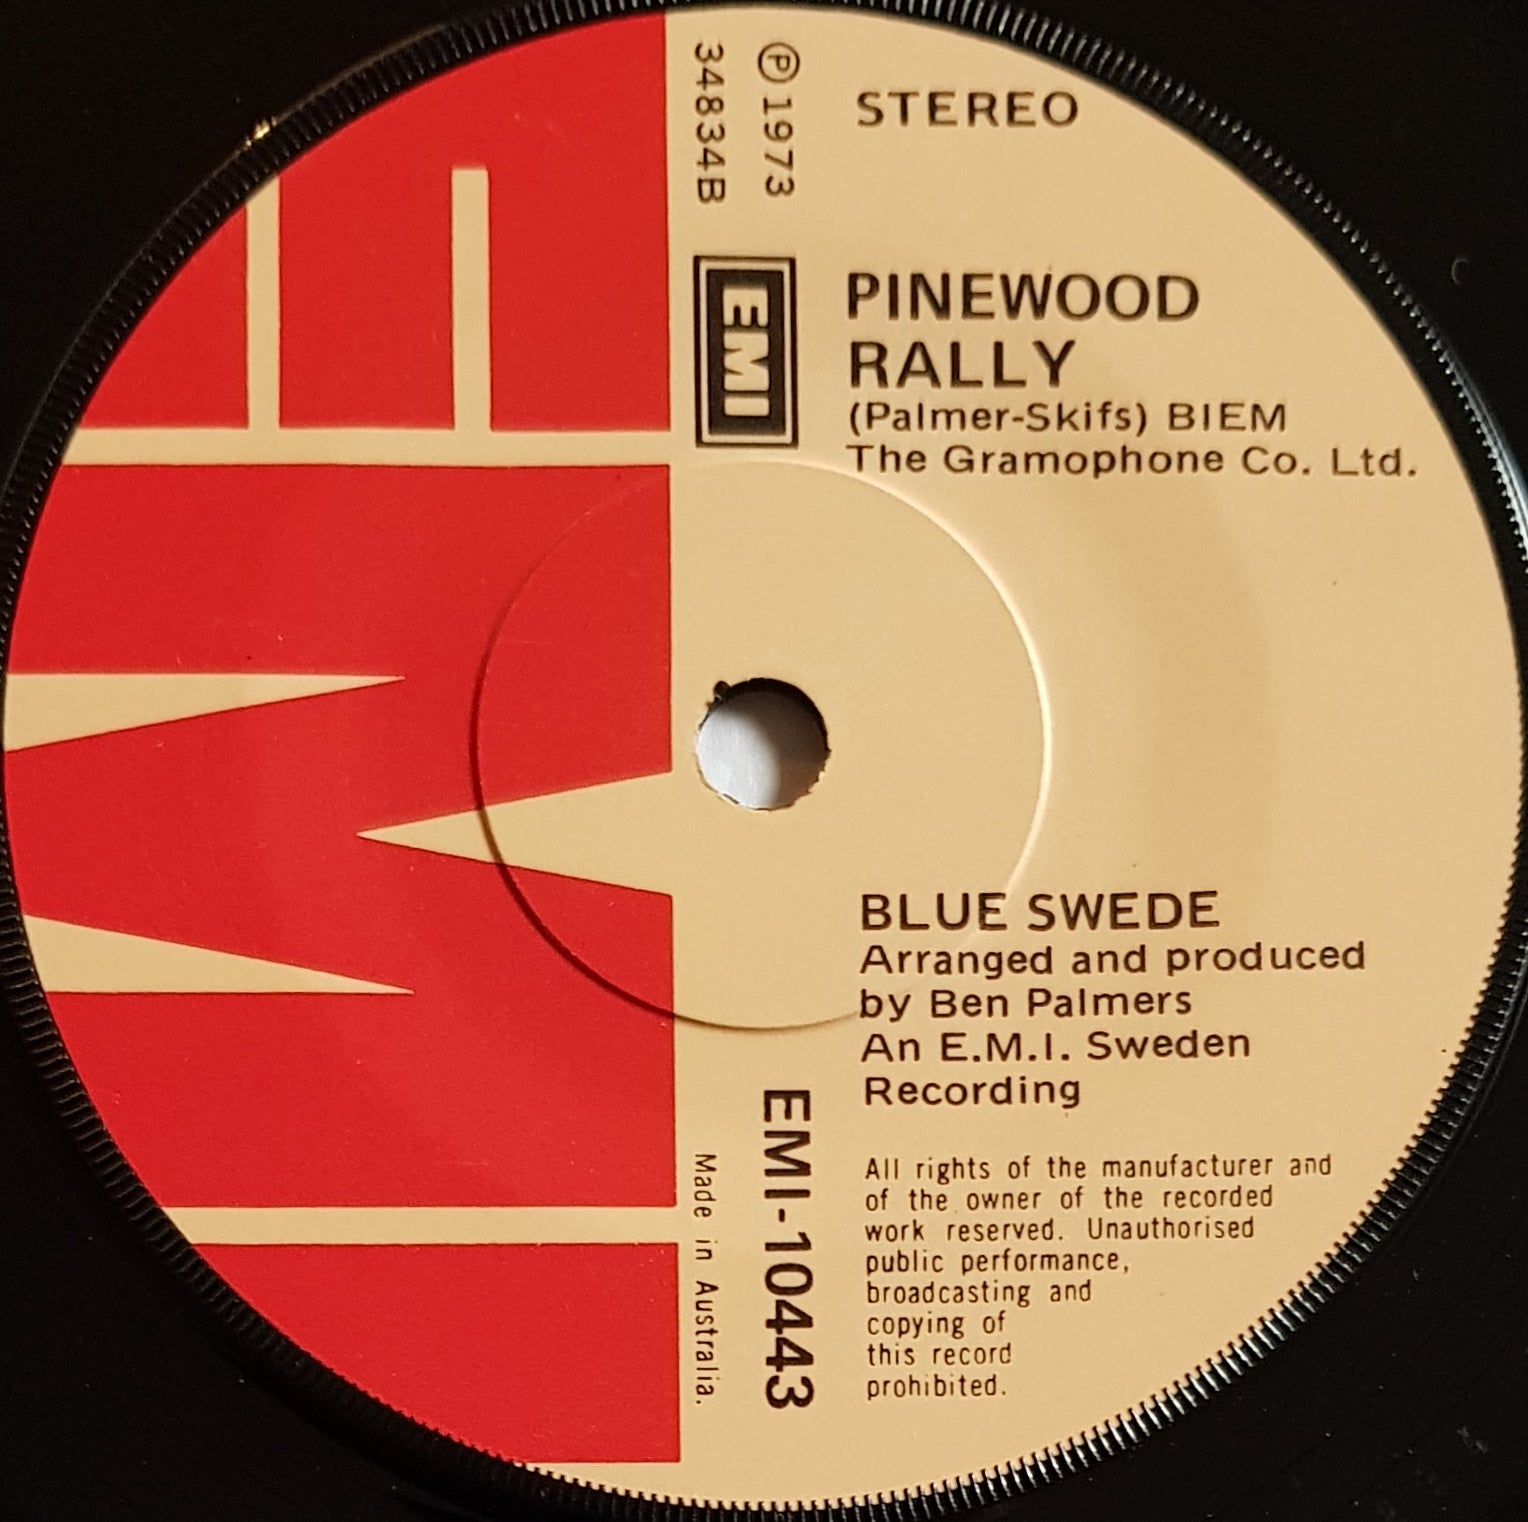 STEREO
Ⓟ 1973
34834B
EMI
PINEWOOD
RALLY
(Palmer-Skifs) BIEM
The Gramophone Co. Ltd.
BLUE SWEDE
Arranged and produced
by Ben Palmers
An E.M.I. Sweden
Recording
EMI-10443
Made in Australia.
All rights of the manufacturer and
of the owner of the recorded
work reserved. Unauthorised
public performance,
broadcasting and
copying of
this record
prohibited.
EMI